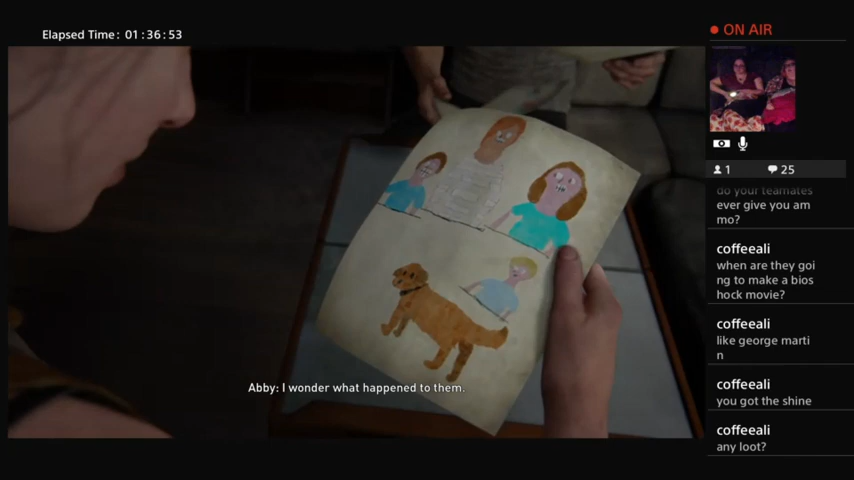 Elapsed Time: 01:36:53
ON AIR
1 25
do your teamates
ever give you am
mo?
coffeeali
when are they goi
ng to make a bios
hock movie?
coffeeali
like george marti
n
coffeeali
you got the shine
coffeeali
any loot?
Abby: I wonder what happened to them.